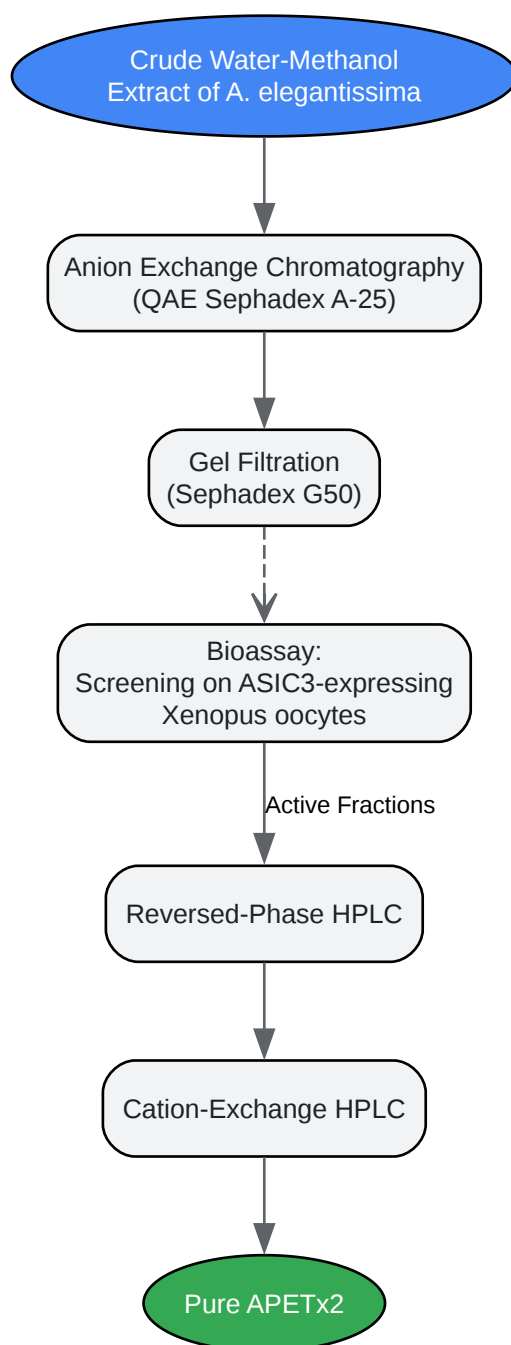 Crude Water-Methanol
Extract of A. elegantissima
Anion Exchange Chromatography
(QAE Sephadex A-25)
Gel Filtration
(Sephadex G50)
Bioassay:
Screening on ASIC3-expressing
Xenopus oocytes
Active Fractions
Reversed-Phase HPLC
Cation-Exchange HPLC
Pure APETx2